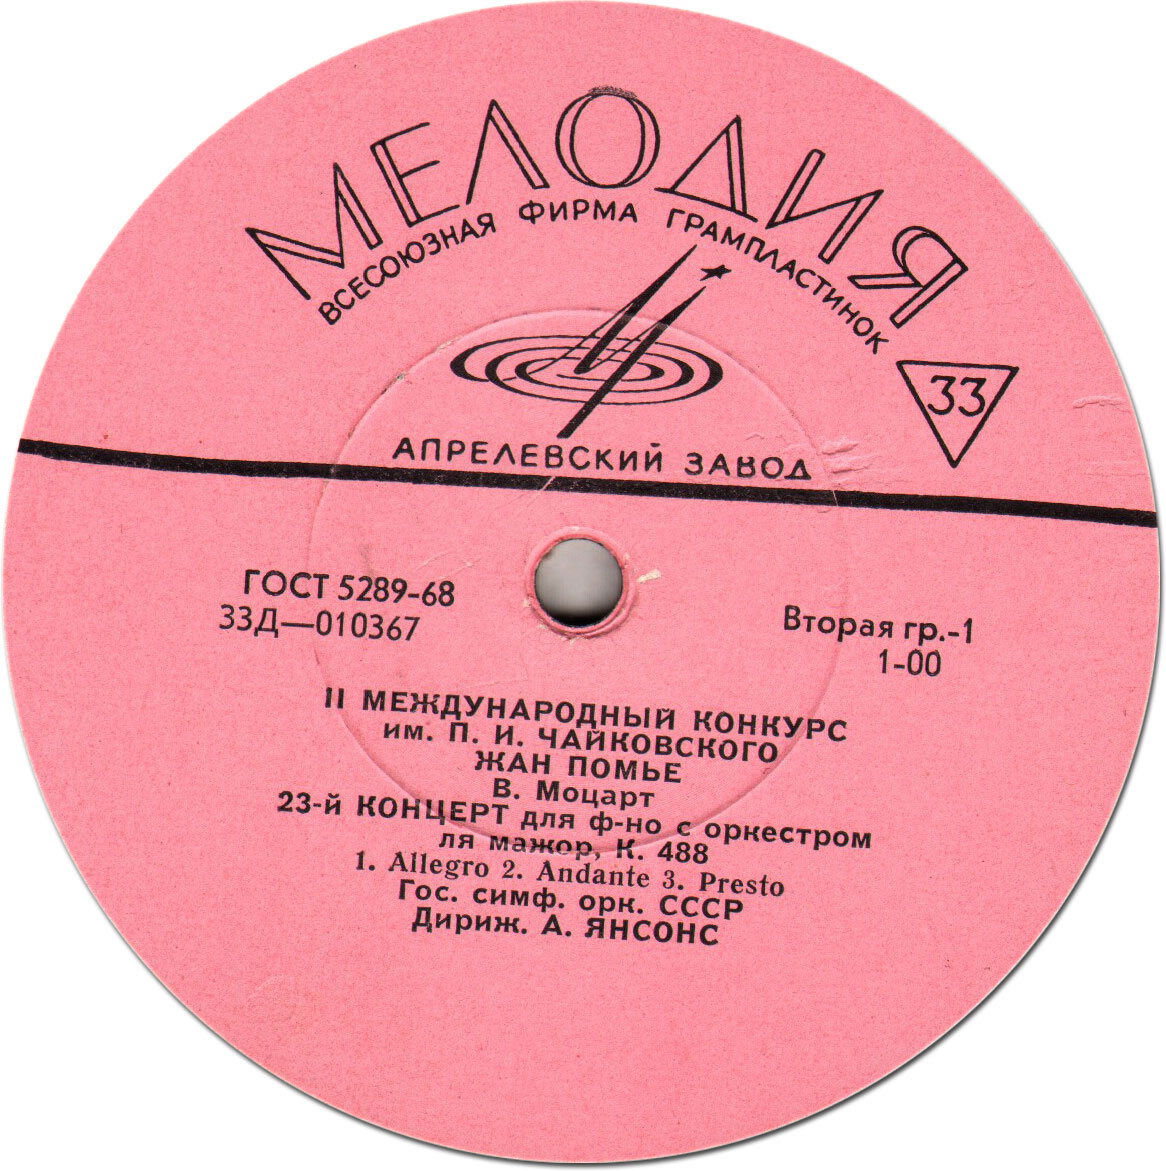 МЕЛОДИЯ
ВСЕСОЮЗНАЯ ФИРМА ГРАМПЛАСТИНОК
33
АПРЕЛЕВСКИЙ ЗАВОД
ГОСТ 5289-68
33Д—010367
Вторая гр.-1
1-00
II МЕЖДУНАРОДНЫЙ КОНКУРС
им. П. И. ЧАЙКОВСКОГО
ЖАН ПОМЬЕ
В. Моцарт
23-й КОНЦЕРТ для ф-но с оркестром
ля мажор, К. 488
1. Allegro 2. Andante 3. Presto
Гос. симф. орк. СССР
Дириж. А. ЯНСОНС